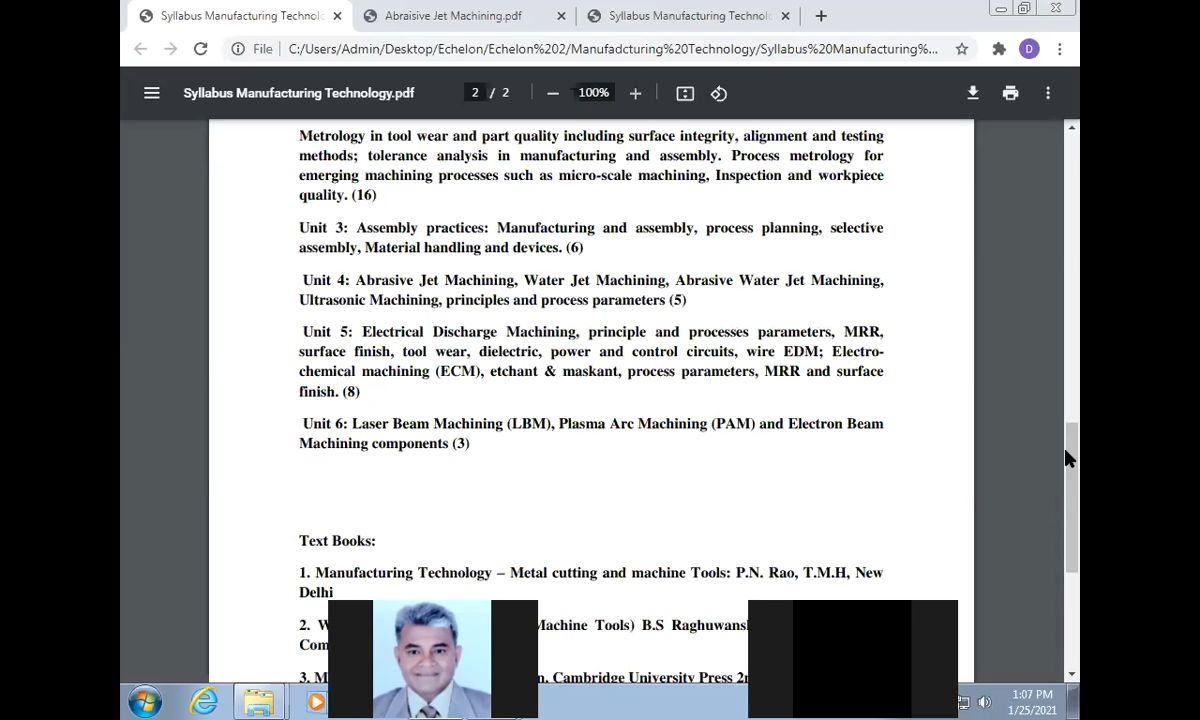 Syllabus Manufacturing Technol
Abraisive Jet Machining.pdf
Syllabus Manufacturing Technol
File
C:/Users/Admin/Desktop/Echelon/Echelon%202/Manufadcturing%20Technology/Syllabus%20Manufacturing%...
D
Syllabus Manufacturing Technology.pdf
2 / 2
100%
Metrology in tool wear and part quality including surface integrity, alignment and testing
methods; tolerance analysis in manufacturing and assembly. Process metrology for
emerging machining processes such as micro-scale machining, Inspection and workpiece
quality. (16)
Unit 3: Assembly practices: Manufacturing and assembly, process planning, selective
assembly, Material handling and devices. (6)
Unit 4: Abrasive Jet Machining, Water Jet Machining, Abrasive Water Jet Machining,
Ultrasonic Machining, principles and process parameters (5)
Unit 5: Electrical Discharge Machining, principle and processes parameters, MRR,
surface finish, tool wear, dielectric, power and control circuits, wire EDM; Electro-
chemical machining (ECM), etchant & maskant, process parameters, MRR and surface
finish. (8)
Unit 6: Laser Beam Machining (LBM), Plasma Arc Machining (PAM) and Electron Beam
Machining components (3)
Text Books:
1. Manufacturing Technology – Metal cutting and machine Tools: P.N. Rao, T.M.H, New
Delhi
2. Machine Tools) B.S
3. Cambridge University Press
1:07 PM
1/25/2021